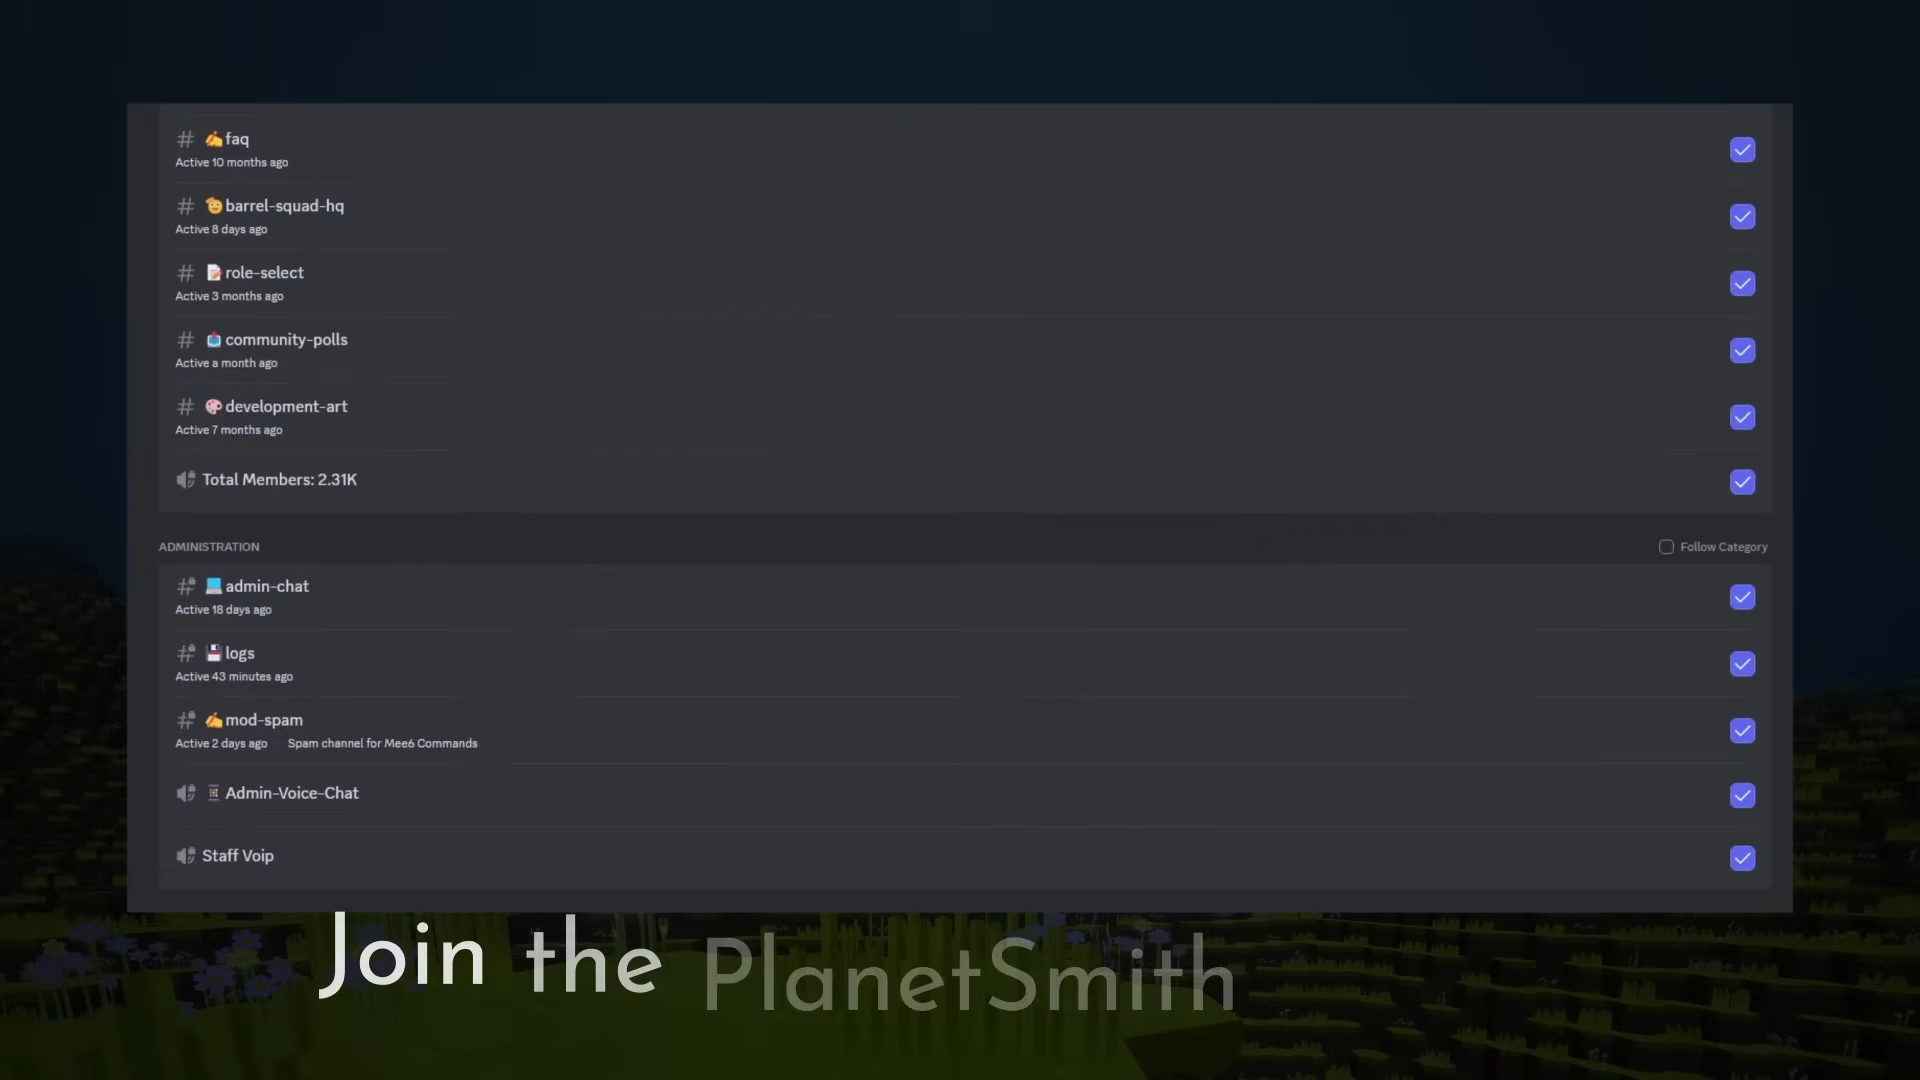 faq
Active 10 months ago
barrel-squad-hq
Active 8 days ago
role-select
Active 3 months ago
community-polls
Active a month ago
development-art
Active 7 months ago
Total Members: 2.31K
ADMINISTRATION
Follow Category
admin-chat
Active 18 days ago
logs
Active 43 minutes ago
mod-spam
Active 2 days ago Spam channel for Mee6 Commands
Admin-Voice-Chat
Staff Voip
Join the PlanetSmith